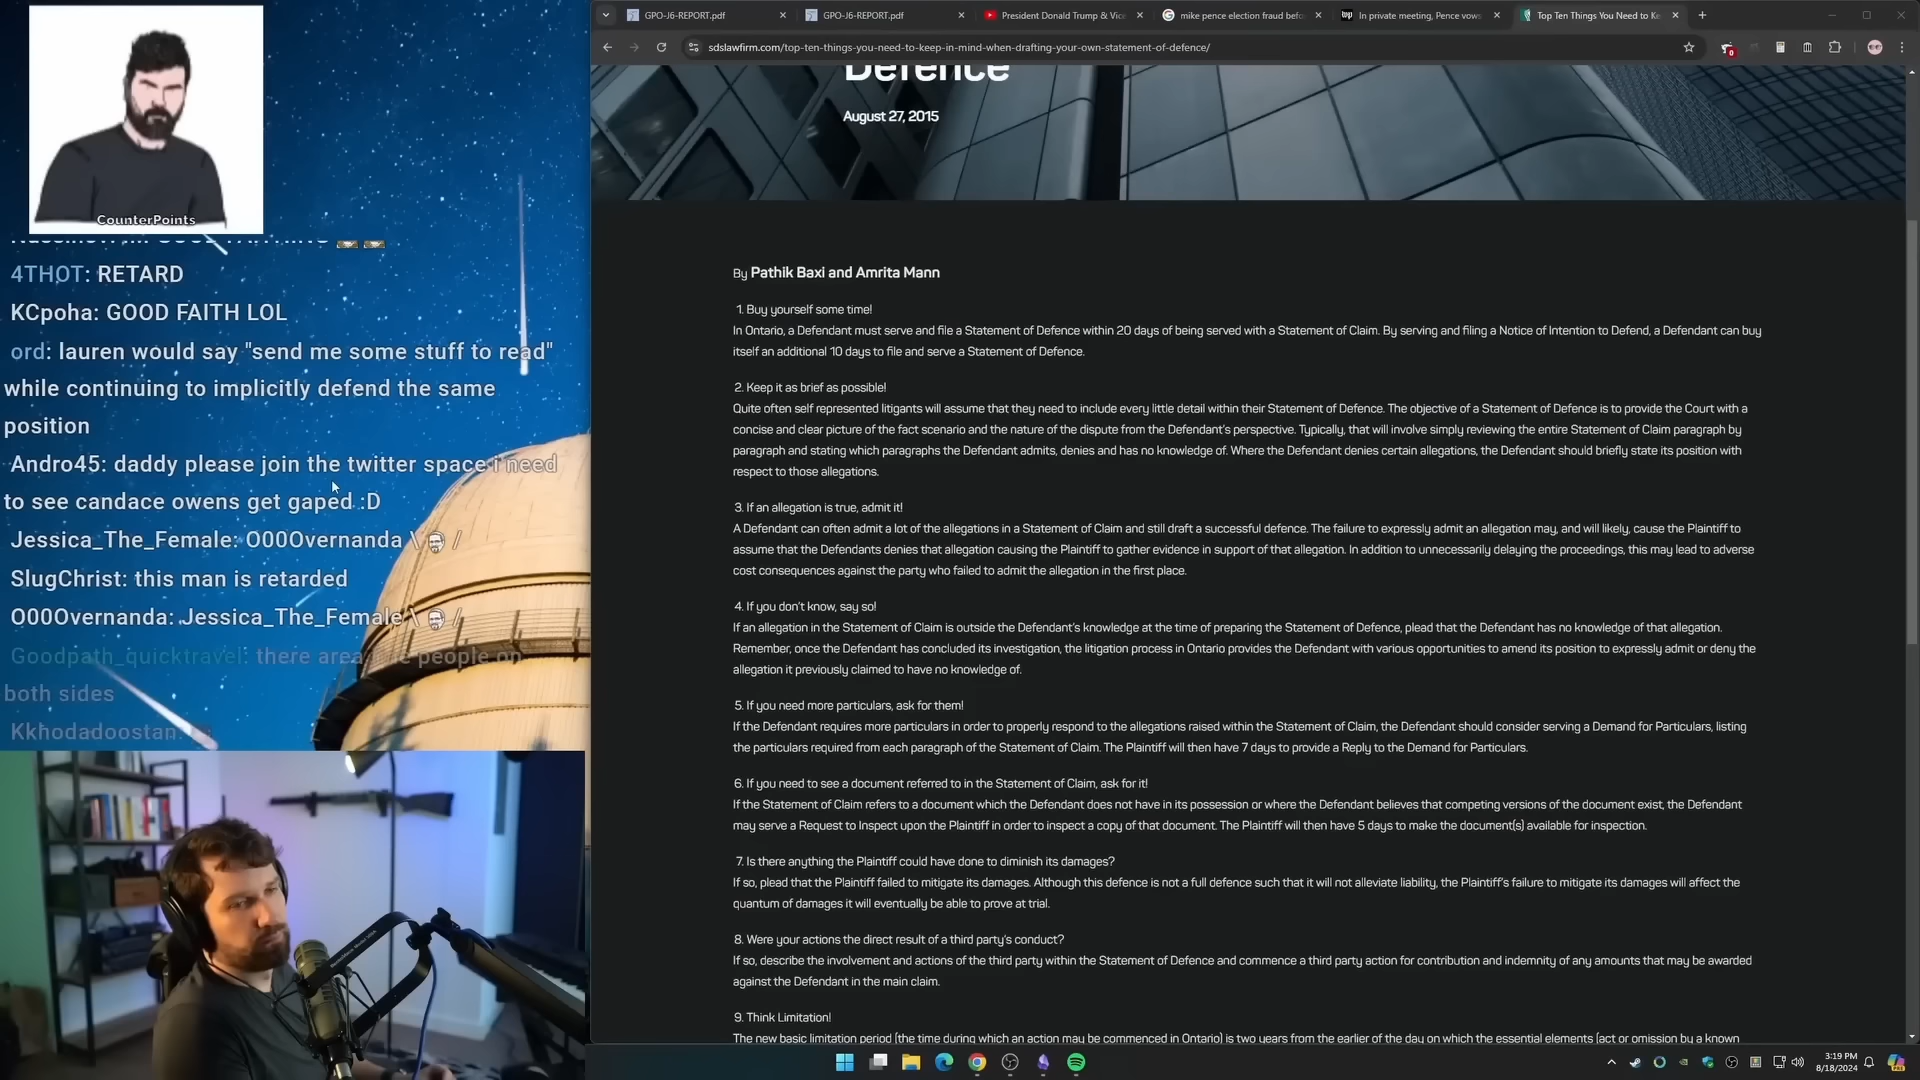 GPO-J6-REPORT.pdf
GPO-J6-REPORT.pdf
President Donald Trump & Vice
mike pence election fraud befo
In private meeting, Pence vows
Top Ten Things You Need to Ke
sdslawfirm.com/top-ten-things-you-need-to-keep-in-mind-when-drafting-your-own-statement-of-defence/
CounterPoints
4THOT: RETARD
KCpoha: GOOD FAITH LOL
ord: lauren would say "send me some stuff to read"
while continuing to implicitly defend the same
position
Andro45: daddy please join the twitter space i need
to see candace owens get gaped :D
Jessica_The_Female: O00Overnanda \ /
SlugChrist: this man is retarded
O00Overnanda: Jessica_The_Female \ /
Goodpath_quicktravel: there area people on
both sides
Kkhodadoostan:
Defence
August 27, 2015
By Pathik Baxi and Amrita Mann
1. Buy yourself some time!
In Ontario, a Defendant must serve and file a Statement of Defence within 20 days of being served with a Statement of Claim. By serving and filing a Notice of Intention to Defend, a Defendant can buy
itself an additional 10 days to file and serve a Statement of Defence.
2. Keep it as brief as possible!
Quite often self represented litigants will assume that they need to include every little detail within their Statement of Defence. The objective of a Statement of Defence is to provide the Court with a
concise and clear picture of the fact scenario and the nature of the dispute from the Defendant's perspective. Typically, that will involve simply reviewing the entire Statement of Claim paragraph by
paragraph and stating which paragraphs the Defendant admits, denies and has no knowledge of. Where the Defendant denies certain allegations, the Defendant should briefly state its position with
respect to those allegations.
3. If an allegation is true, admit it!
A Defendant can often admit a lot of the allegations in a Statement of Claim and still draft a successful defence. The failure to expressly admit an allegation may, and will likely, cause the Plaintiff to
assume that the Defendants denies that allegation causing the Plaintiff to gather evidence in support of that allegation. In addition to unnecessarily delaying the proceedings, this may lead to adverse
cost consequences against the party who failed to admit the allegation in the first place.
4. If you don't know, say so!
If an allegation in the Statement of Claim is outside the Defendant's knowledge at the time of preparing the Statement of Defence, plead that the Defendant has no knowledge of that allegation.
Remember, once the Defendant has concluded its investigation, the litigation process in Ontario provides the Defendant with various opportunities to amend its position to expressly admit or deny the
allegation it previously claimed to have no knowledge of.
5. If you need more particulars, ask for them!
If the Defendant requires more particulars in order to properly respond to the allegations raised within the Statement of Claim, the Defendant should consider serving a Demand for Particulars, listing
the particulars required from each paragraph of the Statement of Claim. The Plaintiff will then have 7 days to provide a Reply to the Demand for Particulars.
6. If you need to see a document referred to in the Statement of Claim, ask for it!
If the Statement of Claim refers to a document which the Defendant does not have in its possession or where the Defendant believes that competing versions of the document exist, the Defendant
may serve a Request to Inspect upon the Plaintiff in order to inspect a copy of that document. The Plaintiff will then have 5 days to make the document(s) available for inspection.
7. Is there anything the Plaintiff could have done to diminish its damages?
If so, plead that the Plaintiff failed to mitigate its damages. Although this defence is not a full defence such that it will not alleviate liability, the Plaintiff's failure to mitigate its damages will affect the
quantum of damages it will eventually be able to prove at trial.
8. Were your actions the direct result of a third party's conduct?
If so, describe the involvement and actions of the third party within the Statement of Defence and commence a third party action for contribution and indemnity of any amounts that may be awarded
against the Defendant in the main claim.
9. Think Limitation!
The new basic limitation period (the time during which an action may be commenced in Ontario) is two years from the earlier of the day on which the essential elements (act or omission by a known
3:19 PM
8/18/2024